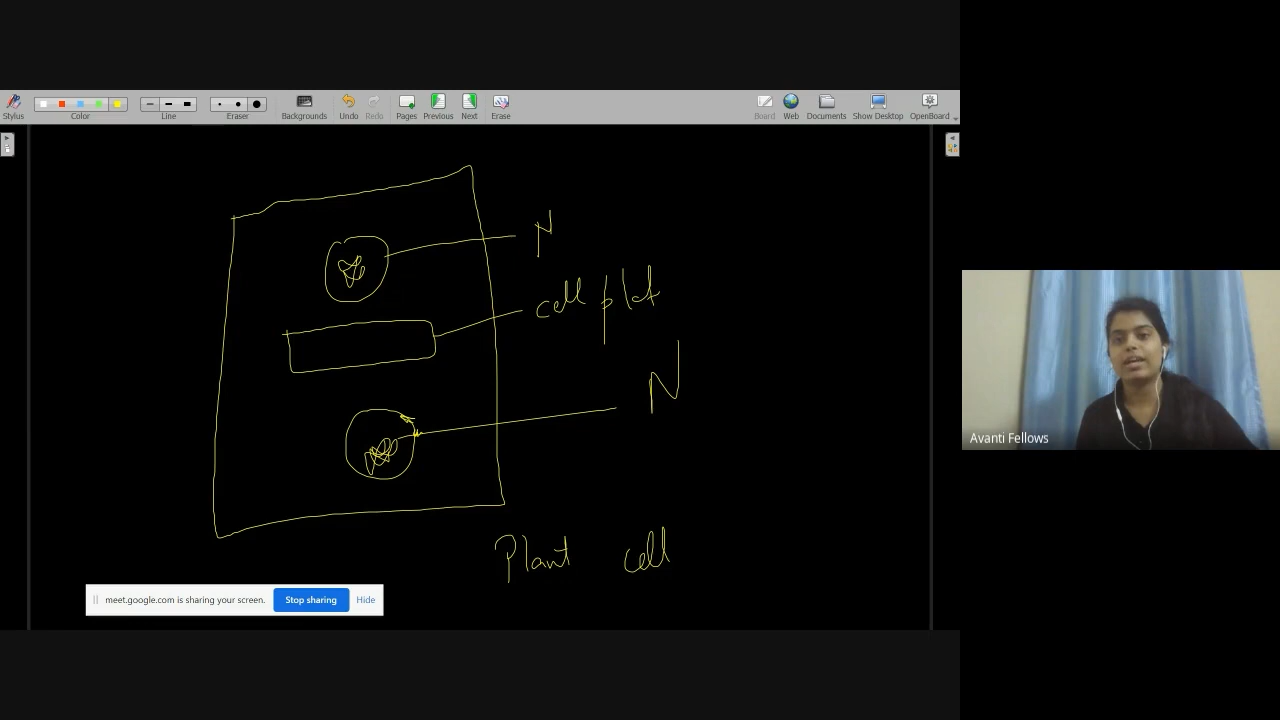 Stylus
Color
Line
Eraser
Backgrounds
Undo
Redo
Pages
Previous
Next
Erase
Board
Web
Documents
Show Desktop
OpenBoard
N
cell plat
N
Plant cell
meet.google.com is sharing your screen. Stop sharing Hide
Avanti Fellows